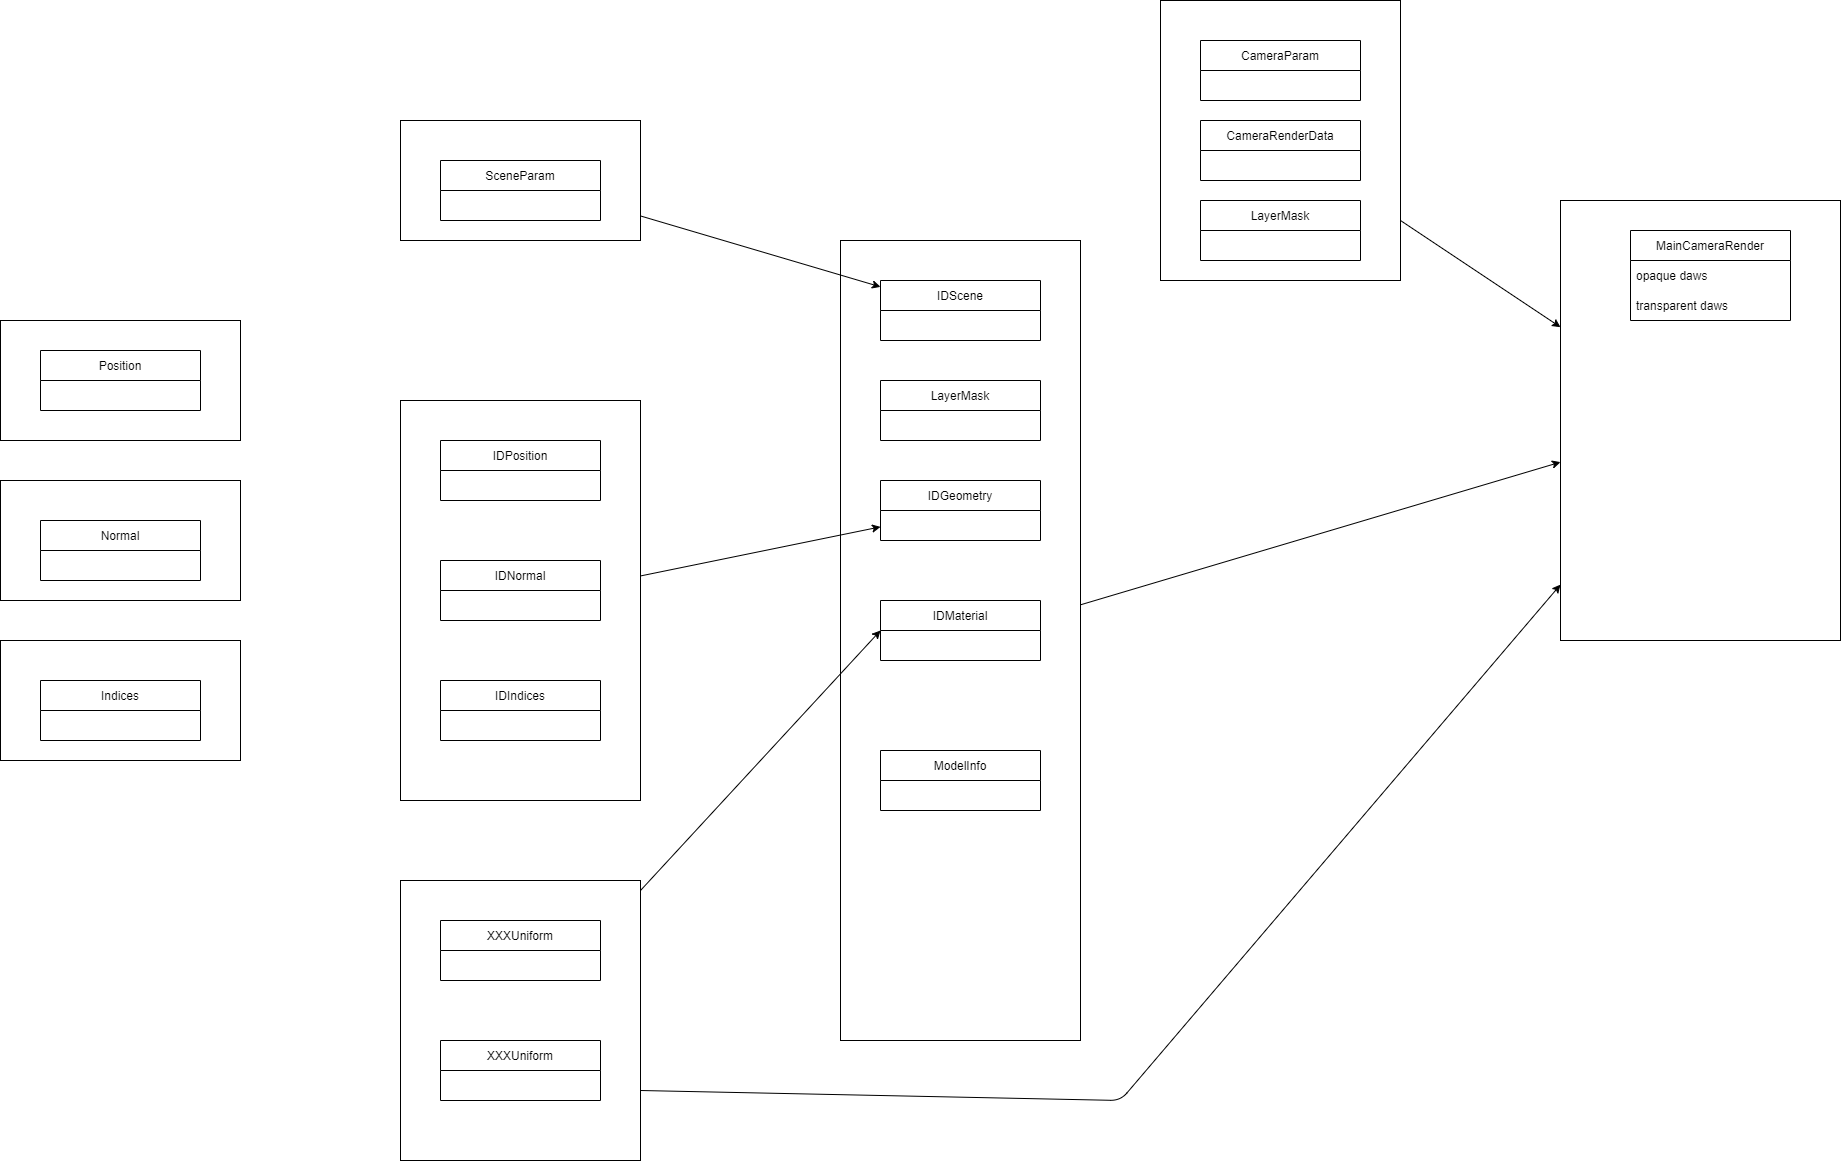 Position
Normal
Indices
SceneParam
IDPosition
IDNormal
IDIndices
XXXUniform
XXXUniform
IDScene
LayerMask
IDGeometry
IDMaterial
ModelInfo
CameraParam
CameraRenderData
LayerMask
MainCameraRender
opaque daws
transparent daws